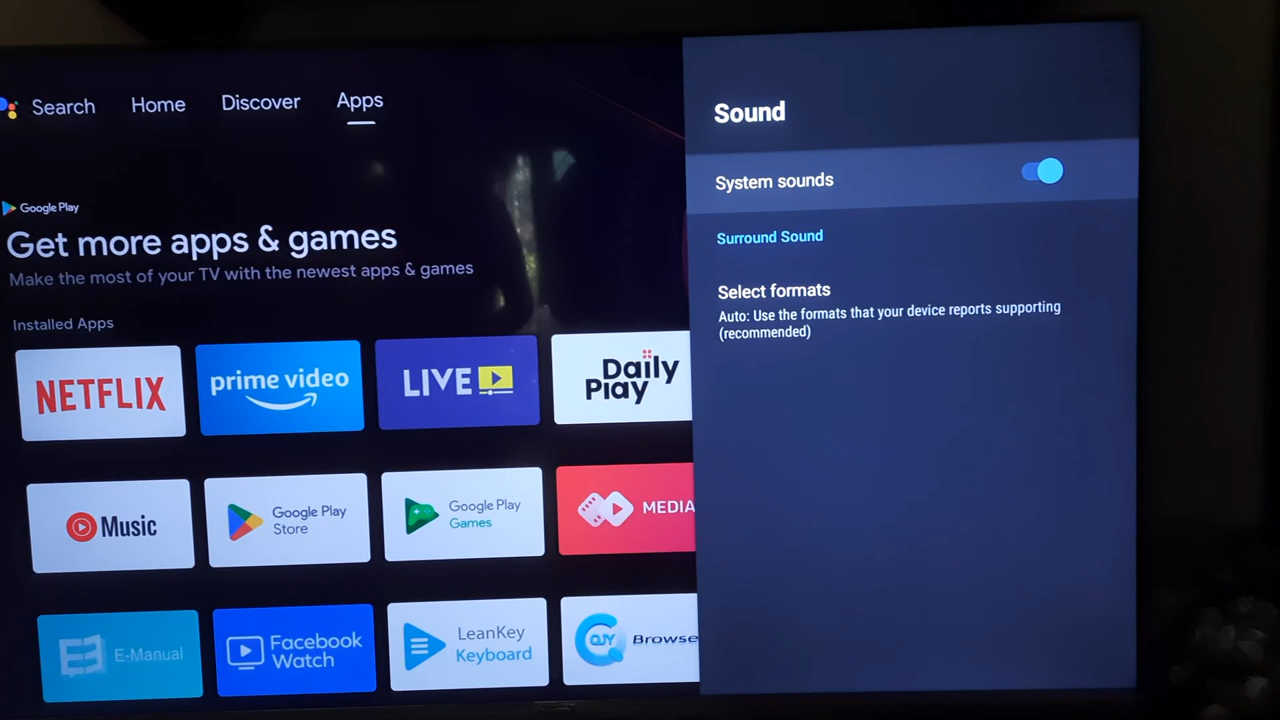 Search Home Discover Apps
Google Play
Get more apps & games
Make the most of your TV with the newest apps & games
Installed Apps
NETFLIX
prime video
LIVE
Daily
Play
Music
Google Play
Store
Google Play
Games
MEDIA
E-Manual
Facebook
Watch
LeanKey
Keyboard
QJY
Browse
Sound
System sounds
Surround Sound
Select formats
Auto: Use the formats that your device reports supporting
(recommended)